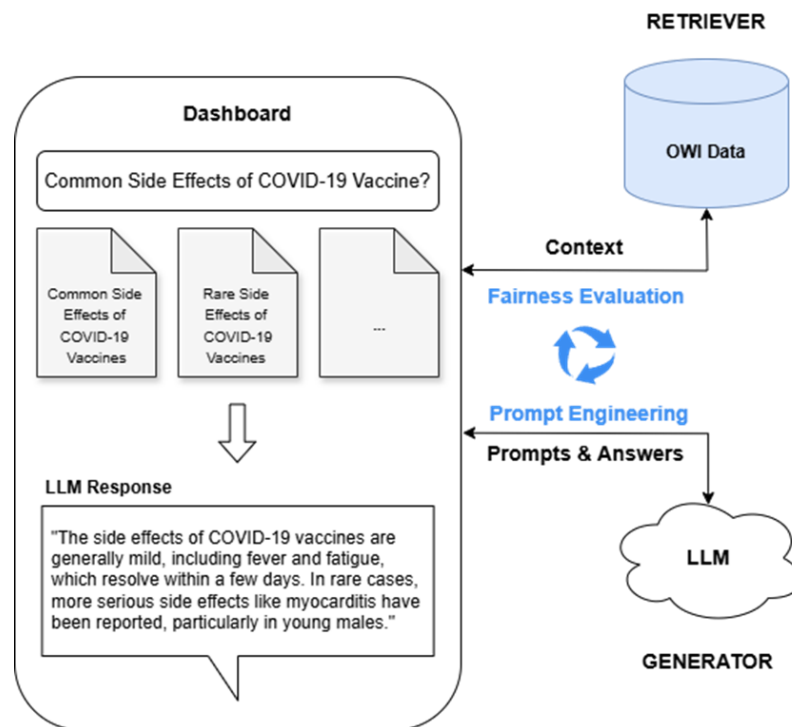 RETRIEVER
OWI Data
Dashboard
Common Side Effects of COVID-19 Vaccine?
Common Side
Effects of
COVID-19
Vaccines
Rare Side
Effects of
COVID-19
Vaccines
...
Context
Fairness Evaluation
Prompt Engineering
Prompts & Answers
LLM Response
"The side effects of COVID-19 vaccines are
generally mild, including fever and fatigue,
which resolve within a few days. In rare cases,
more serious side effects like myocarditis have
been reported, particularly in young males."
LLM
GENERATOR